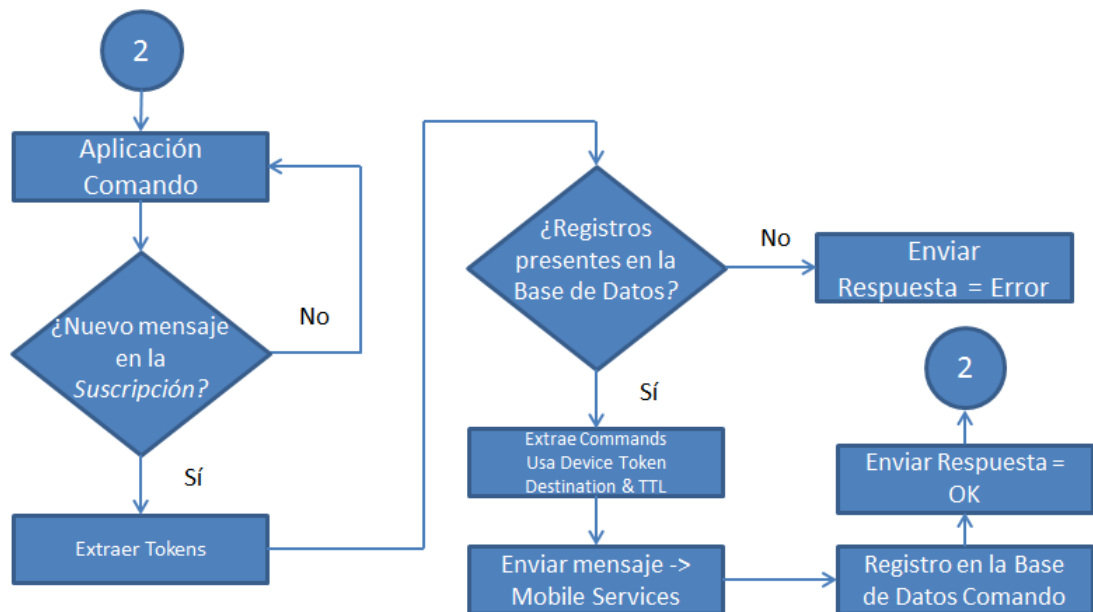 2
Aplicación
Comando
¿Nuevo mensaje
en la
Suscripción?
No
Sí
Extraer Tokens
¿Registros
presentes en la
Base de Datos?
No
Enviar
Respuesta = Error
Sí
Extrae Commands
Usa Device Token
Destination & TTL
Enviar mensaje ->
Mobile Services
Registro en la Base
de Datos Comando
Enviar Respuesta =
OK
2